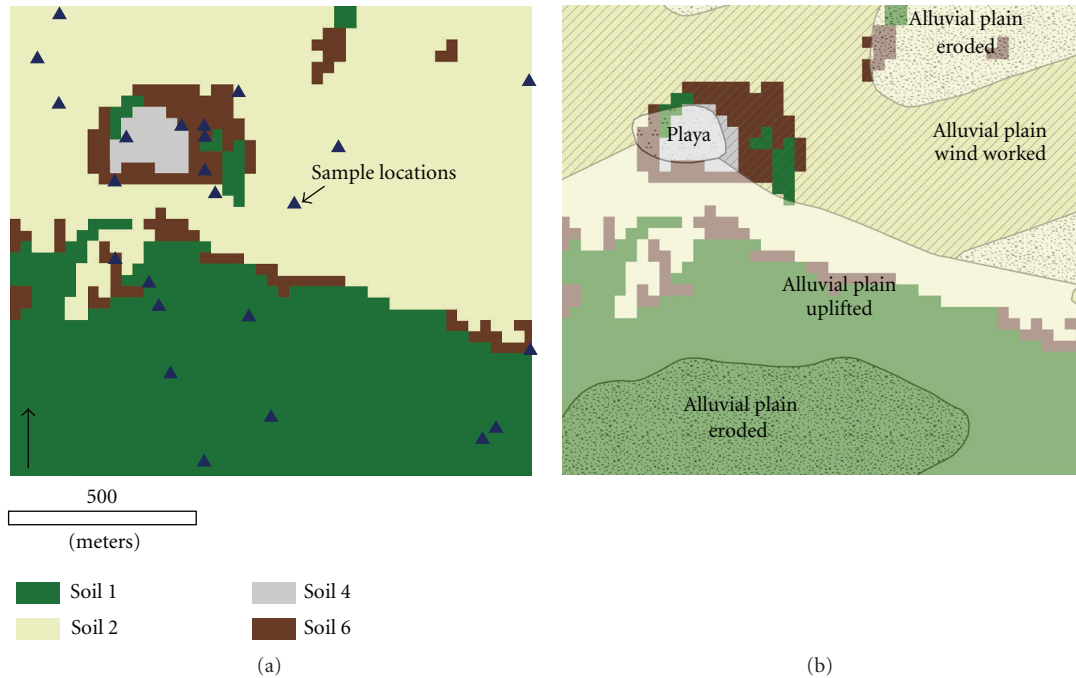 Sample locations
500
(meters)
Soil 1
Soil 4
Soil 2
Soil 6
(a)
Alluvial plain
eroded
Alluvial plain
wind worked
Playa
Alluvial plain
uplifted
Alluvial plain
eroded
(b)